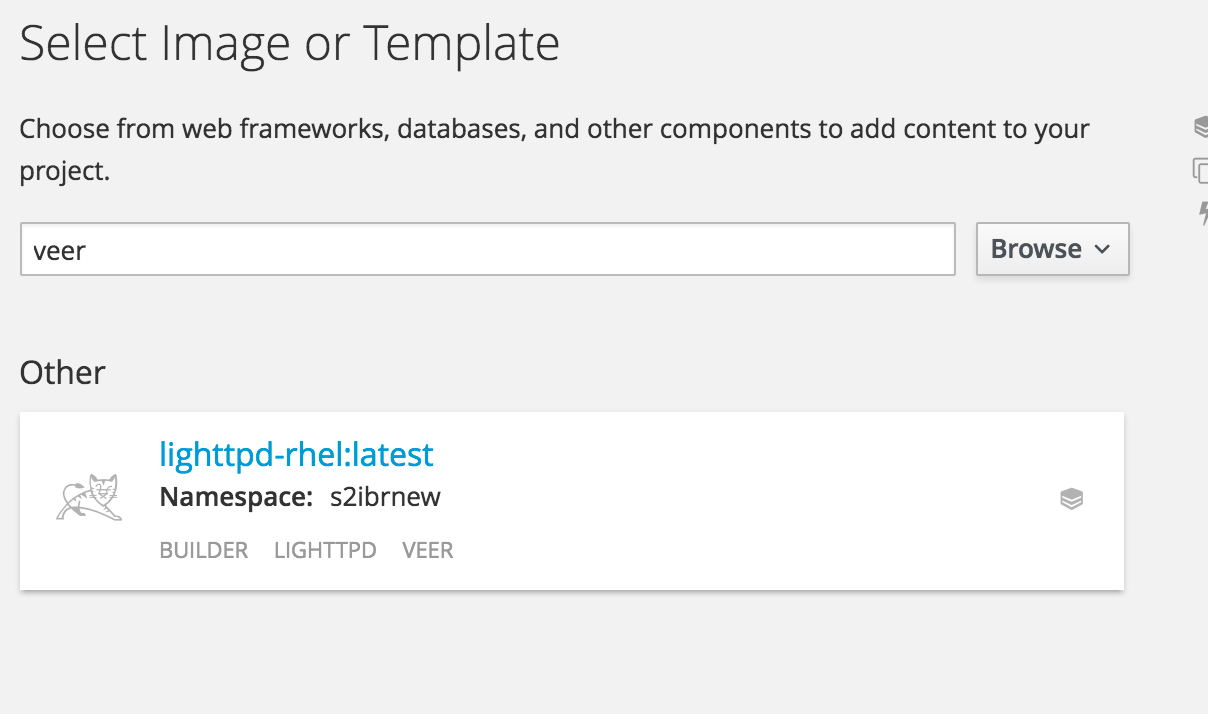 Select Image or Template
Choose from web frameworks, databases, and other components to add content to your
project.
veer
Browse
Other
lighttpd-rhel:latest
Namespace: s2ibrnew
BUILDER LIGHTTPD VEER